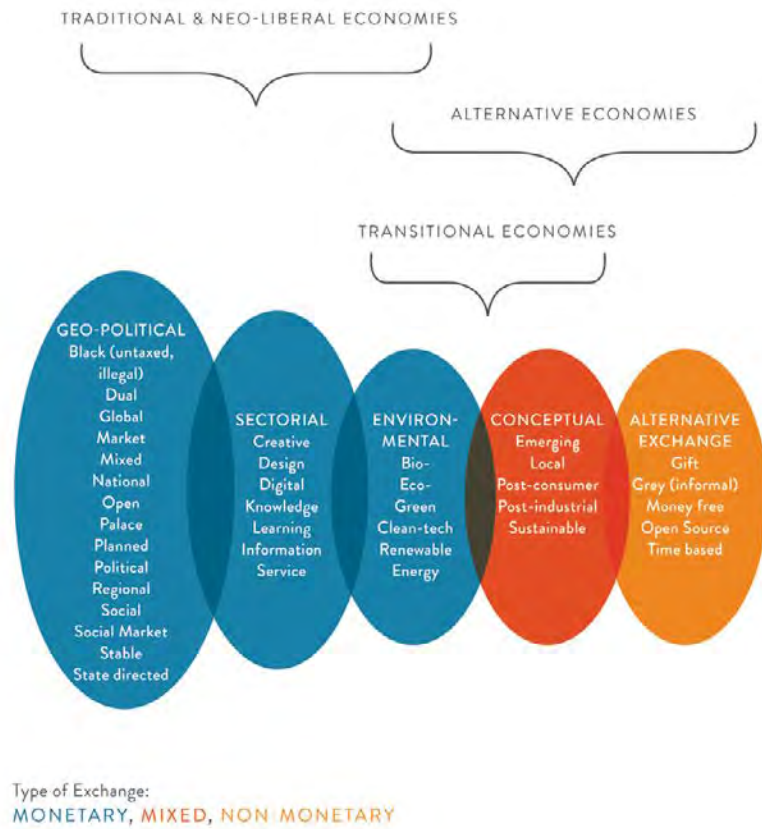 TRADITIONAL & NEO-LIBERAL ECONOMIES
ALTERNATIVE ECONOMIES
TRANSITIONAL ECONOMIES
GEO-POLITICAL
Black (untaxed,
illegal)
Dual
Global
Market
Mixed
National
Open
Palace
Planned
Political
Regional
Social
Social Market
Stable
State directed
SECTORIAL
Creative
Design
Digital
Knowledge
Learning
Information
Service
ENVIRON-
MENTAL
Bio-
Eco-
Green
Clean-tech
Renewable
Energy
CONCEPTUAL
Emerging
Local
Post-consumer
Post-industrial
Sustainable
ALTERNATIVE
EXCHANGE
Gift
Grey (informal)
Money free
Open Source
Time based
Type of Exchange:
MONETARY, MIXED, NON MONETARY